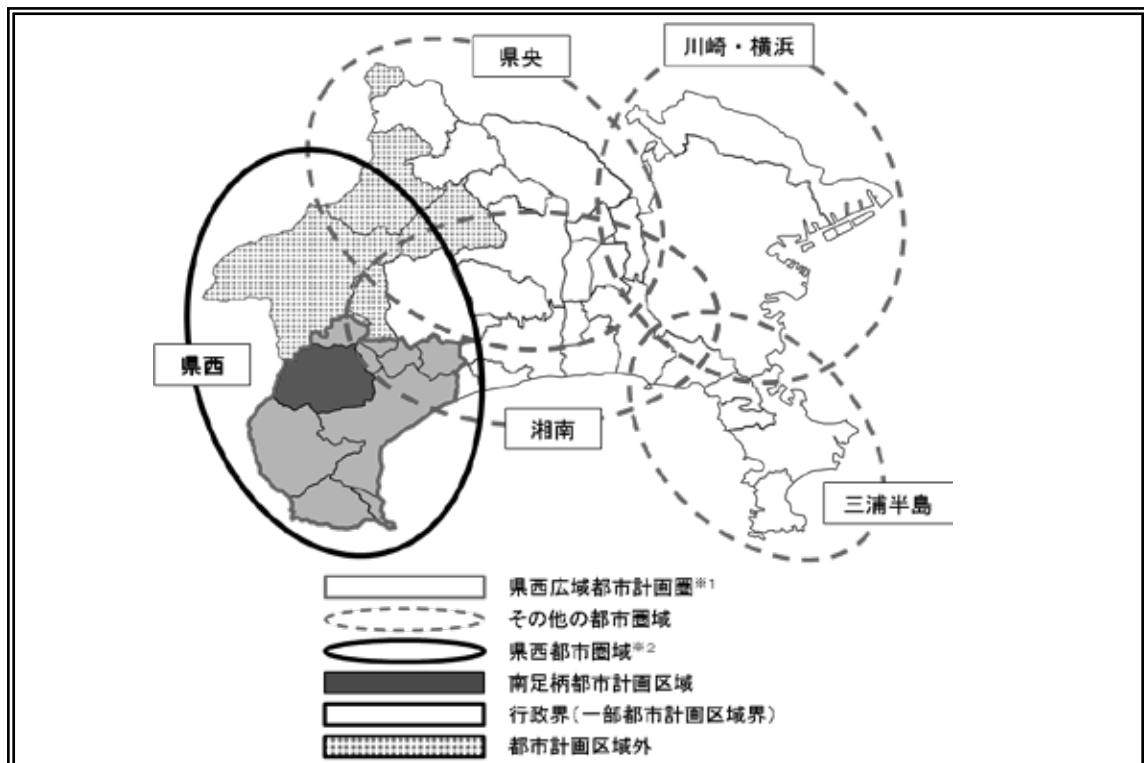 県央
川崎・横浜
県西
湘南
三浦半島
県西広域都市計画圏※1
その他の都市圏域
県西都市圏域※2
南足柄都市計画区域
行政界(一部都市計画区域界)
都市計画区域外